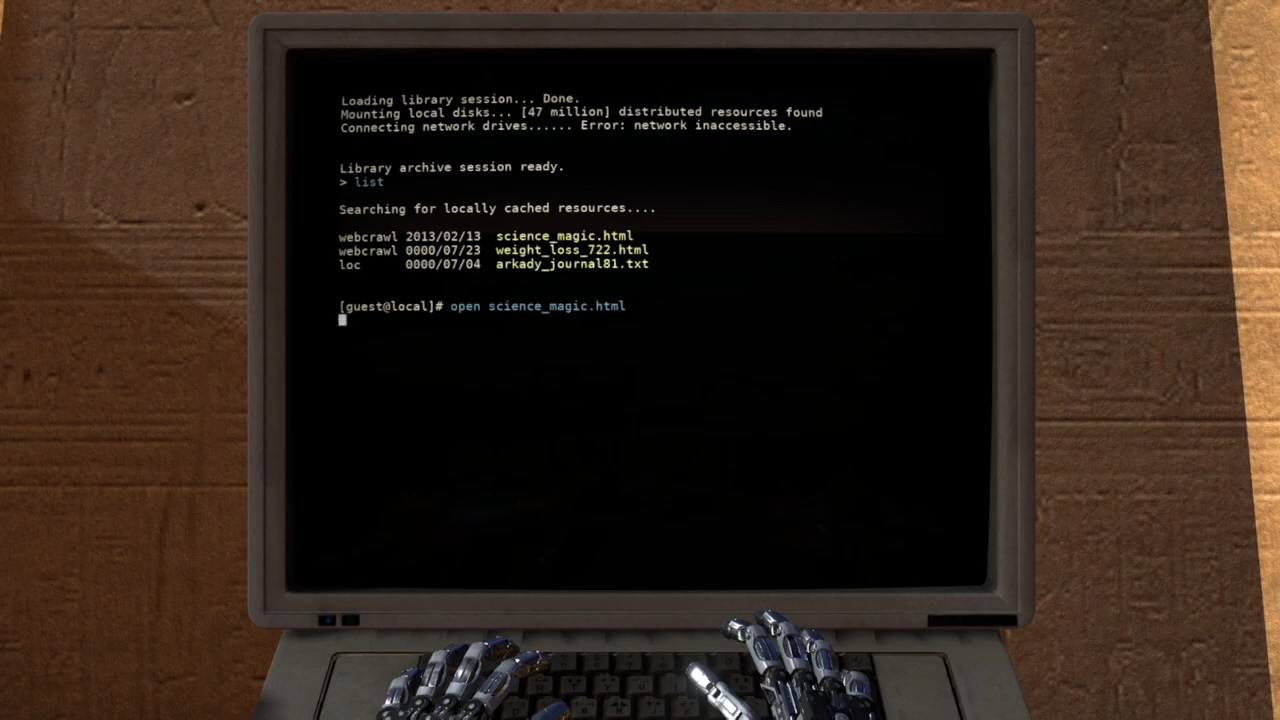 Loading library session... Done.
Mounting local disks... [47 million] distributed resources found
Connecting network drives...... Error: network inaccessible.
Library archive session ready.
> list
Searching for locally cached resources....
webcrawl 2013/02/13 science_magic.html
webcrawl 0000/07/23 weight_loss_722.html
loc 0000/07/04 arkady_journal81.txt
[guest@local]# open science_magic.html